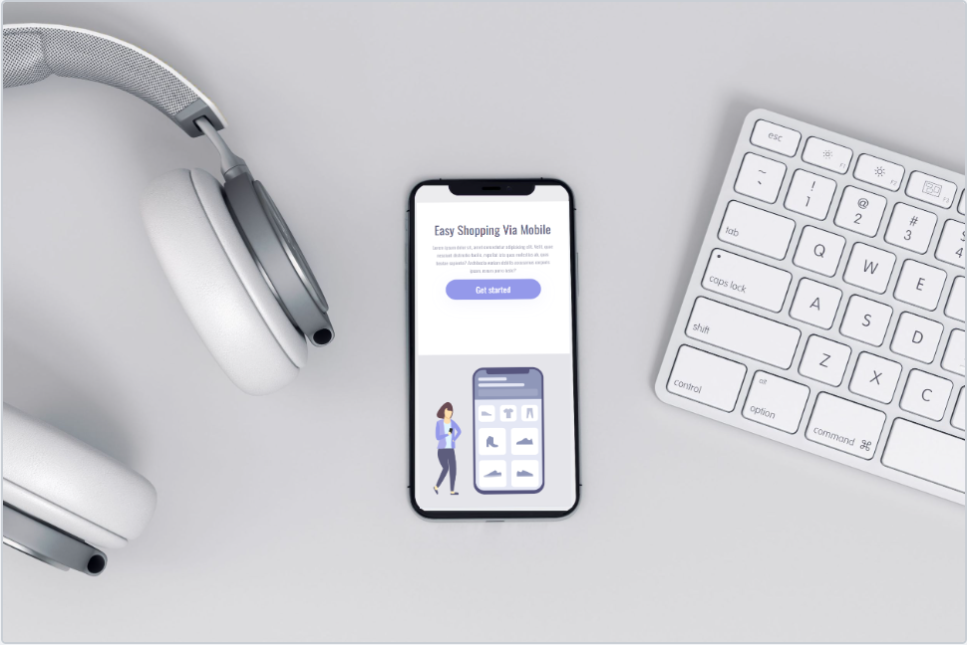 Easy Shopping Via Mobile
Get started
esc
F1
F2
F3
~
!
1
@
2
#
3
$
4
tab
Q
W
E
caps lock
A
S
D
shift
Z
X
C
control
alt
option
command ⌘